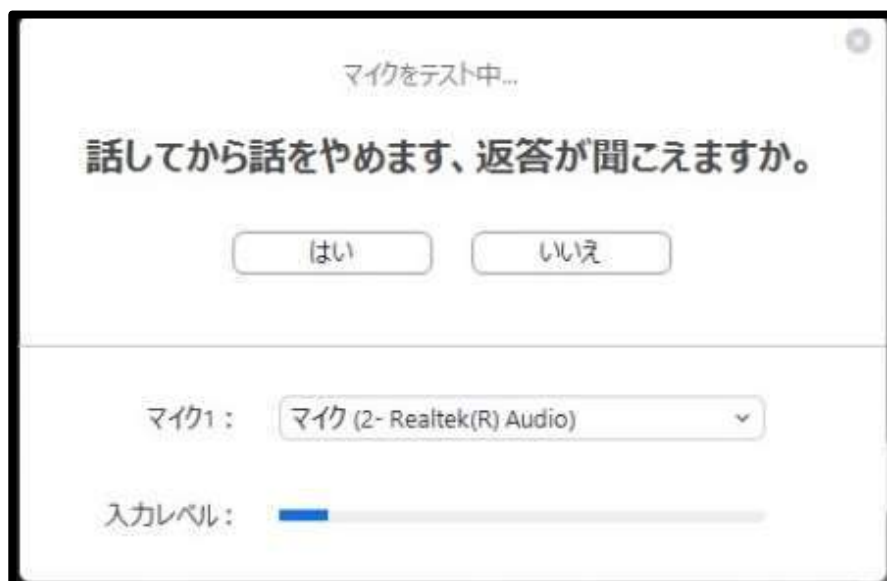 マイクをテスト中...
話してから話をやめます、返答が聞こえますか。
はい
いいえ
マイク1：
マイク (2- Realtek(R) Audio)
入力レベル：